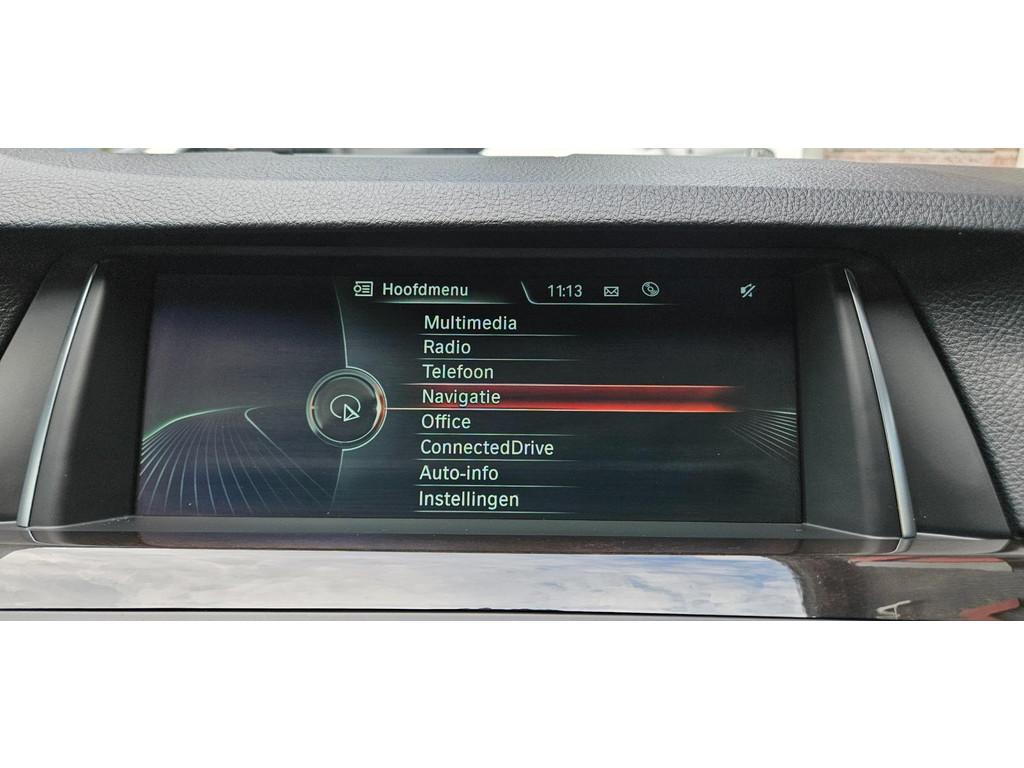 Hoofdmenu 11:13
Multimedia
Radio
Telefoon
Navigatie
Office
ConnectedDrive
Auto-info
Instellingen